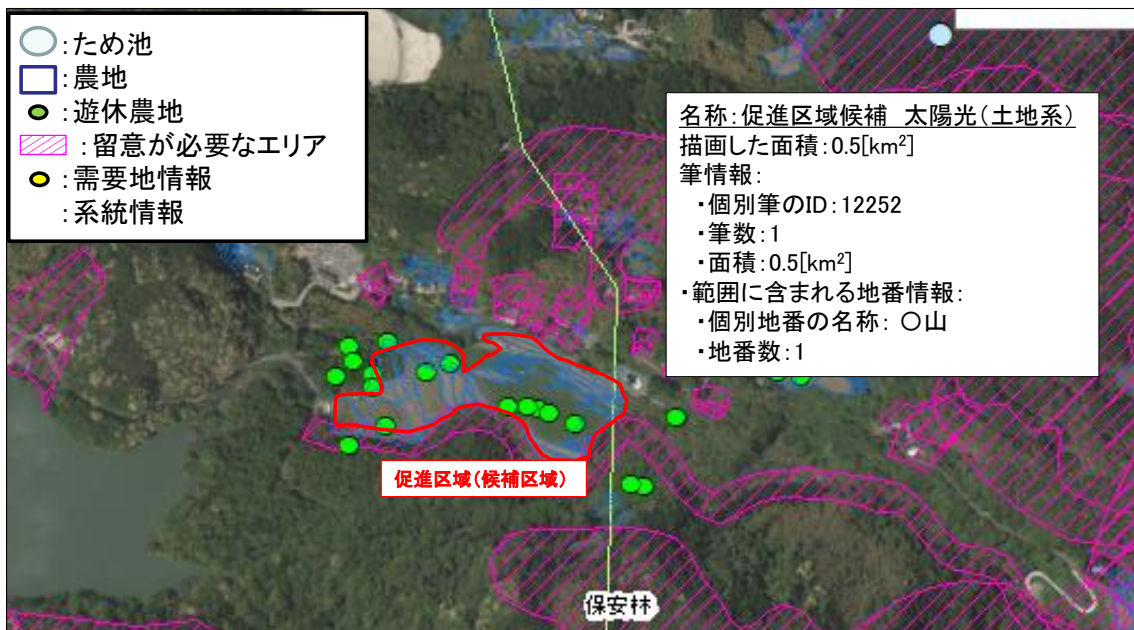 :ため池
:農地
:遊休農地
:留意が必要なエリア
:需要地情報
:系統情報
名称:促進区域候補 太陽光(土地系)
描画した面積:0.5[km²]
筆情報:
・個別筆のID:12252
・筆数:1
・面積:0.5[km²]
・範囲に含まれる地番情報:
・個別地番の名称: 〇山
・地番数:1
促進区域(候補区域)
保安林